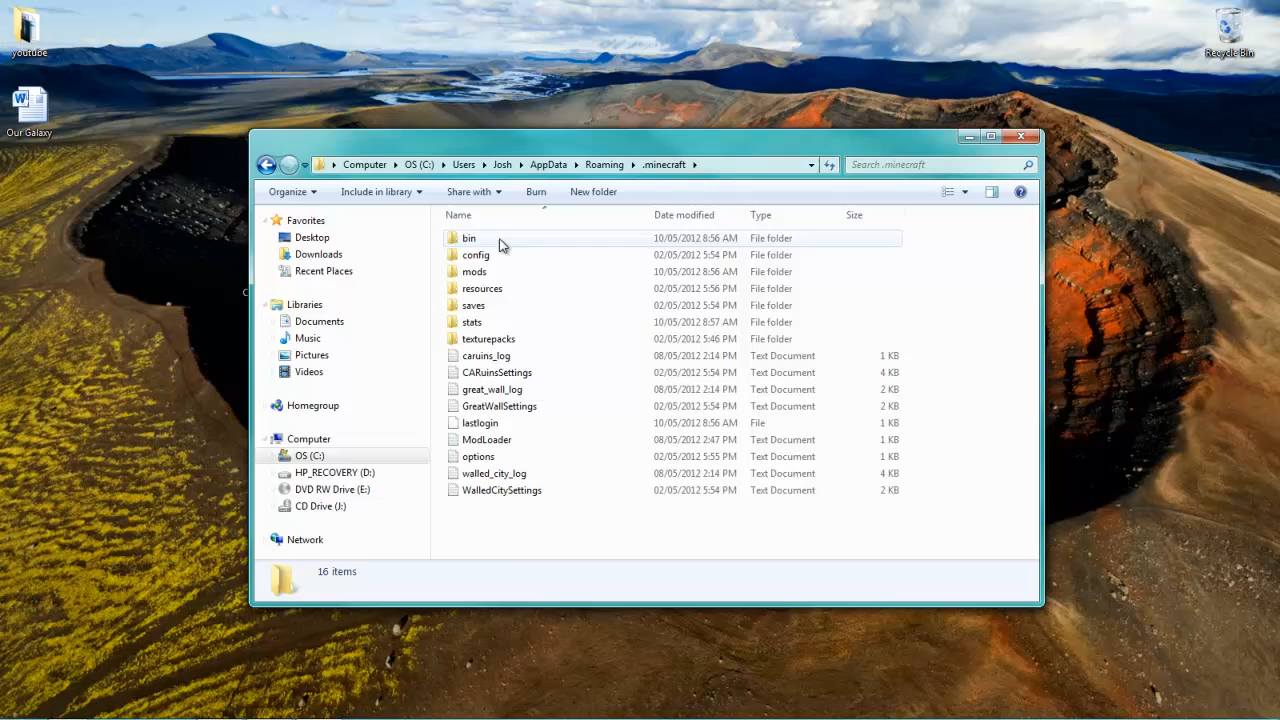 youtube
Recycle Bin
Our Galaxy
Computer OS (C:) Users Josh AppData Roaming .minecraft
Search .minecraft
Organize Include in library Share with Burn New folder
Name Date modified Type Size
Favorites
Desktop
Downloads
Recent Places
Libraries
Documents
Music
Pictures
Videos
Homegroup
Computer
OS (C:)
HP_RECOVERY (D:)
DVD RW Drive (E:)
CD Drive (J:)
Network
bin 10/05/2012 8:56 AM File folder
config 02/05/2012 5:54 PM File folder
mods 10/05/2012 8:56 AM File folder
resources 02/05/2012 5:56 PM File folder
saves 02/05/2012 5:54 PM File folder
stats 10/05/2012 8:57 AM File folder
texturepacks 02/05/2012 5:46 PM File folder
caruins_log 08/05/2012 2:14 PM Text Document 1 KB
CARuinsSettings 02/05/2012 5:54 PM Text Document 4 KB
great_wall_log 08/05/2012 2:14 PM Text Document 2 KB
GreatWallSettings 02/05/2012 5:54 PM Text Document 2 KB
lastlogin 10/05/2012 8:56 AM File 1 KB
ModLoader 08/05/2012 2:47 PM Text Document 1 KB
options 02/05/2012 5:55 PM Text Document 1 KB
walled_city_log 08/05/2012 2:14 PM Text Document 4 KB
WalledCitySettings 02/05/2012 5:54 PM Text Document 2 KB
16 items